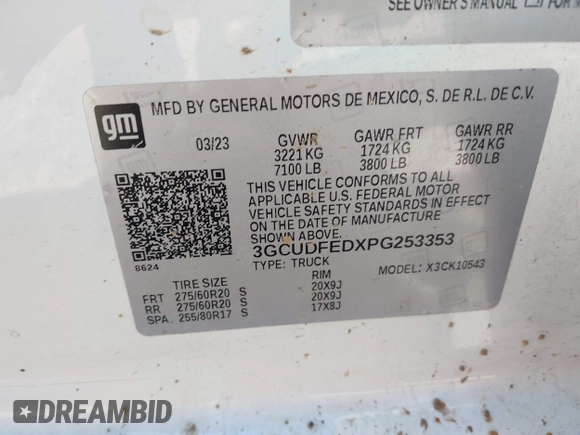 SEE OWNER'S MANUAL
gm
MFD BY GENERAL MOTORS DE MEXICO, S. DE R.L. DE C.V.
03/23 GVWR GAWR FRT GAWR RR
3221 KG 1724 KG 1724 KG
7100 LB 3800 LB 3800 LB
THIS VEHICLE CONFORMS TO ALL
APPLICABLE U.S. FEDERAL MOTOR
VEHICLE SAFETY STANDARDS IN EFFECT
ON THE DATE OF MANUFACTURE
SHOWN ABOVE.
3GCUDFEDXPG253353
8624 TYPE: TRUCK MODEL: X3CK10543
TIRE SIZE RIM
FRT 275/60R20 S 20X9J
RR 275/60R20 S 20X9J
SPA. 255/80R17 S 17X8J
DREAMBID